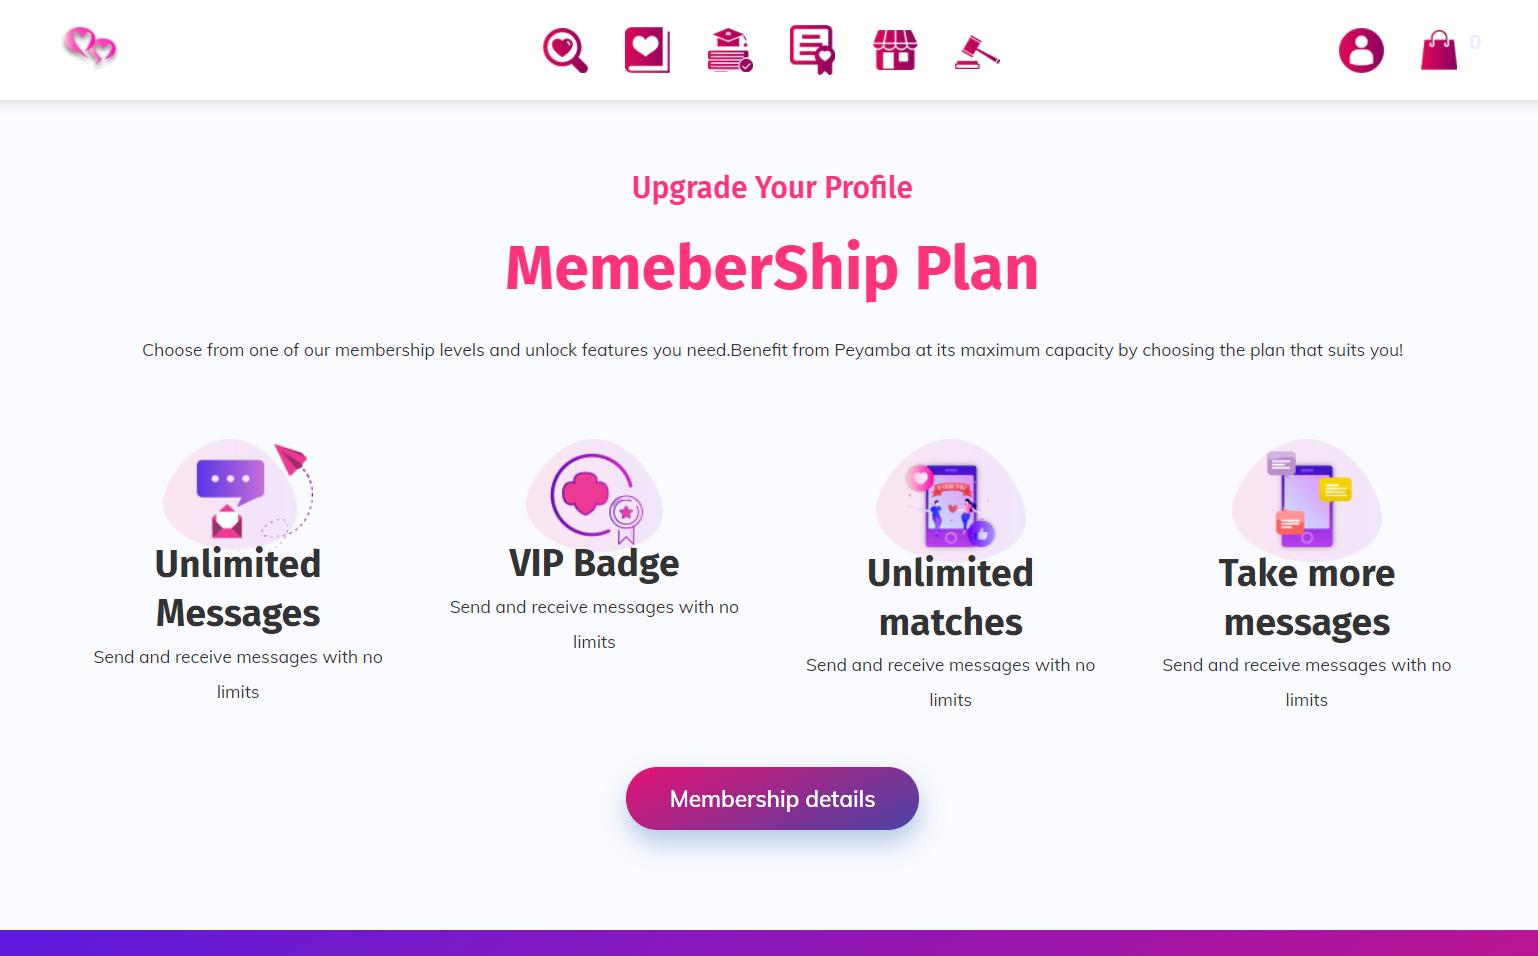 0
Upgrade Your Profile
MemeberShip Plan
Choose from one of our membership levels and unlock features you need.Benefit from Peyamba at its maximum capacity by choosing the plan that suits you!
Unlimited
Messages
Send and receive messages with no
limits
VIP Badge
Send and receive messages with no
limits
I LOVE YOU
Unlimited
matches
Send and receive messages with no
limits
Take more
messages
Send and receive messages with no
limits
Membership details